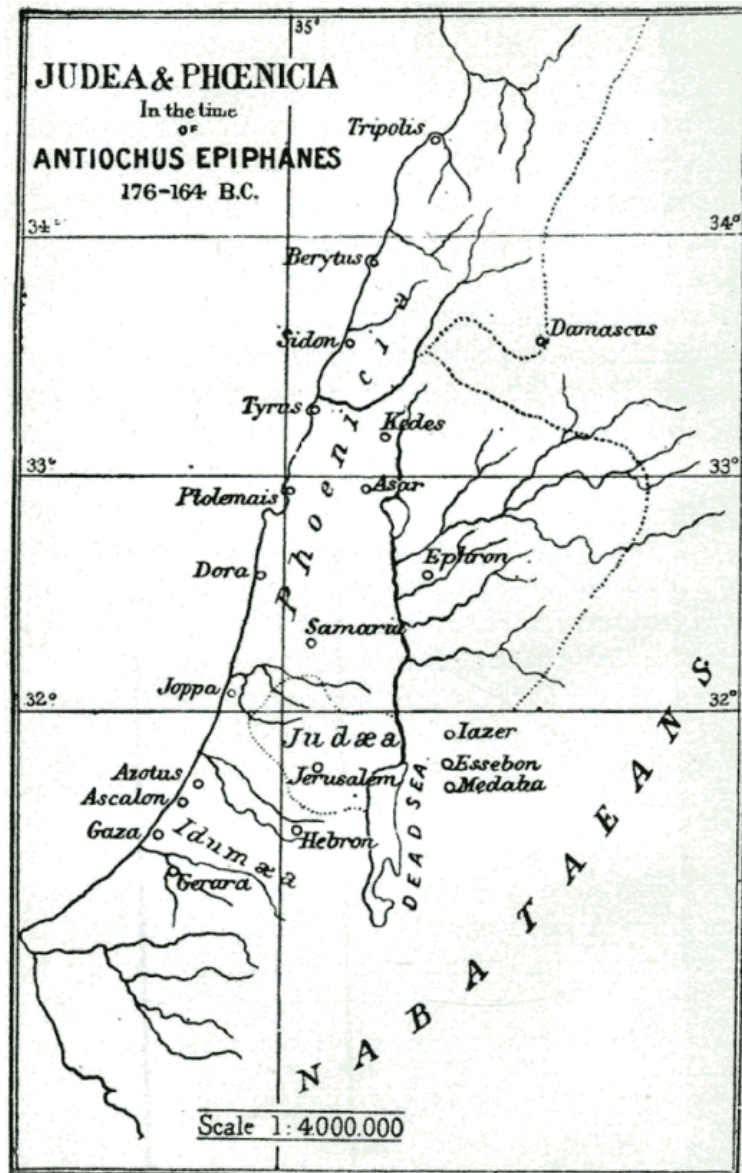 35°
JUDEA & PHŒNICIA
In the time
OF
ANTIOCHUS EPIPHANES
176-164 B.C.
Tripolis
34°
34°
Berytus
Sidon
Damascus
Tyrus
Phoenicia
Kedes
33°
33°
Ptolemais
Asar
Dora
Ephron
Samaria
32°
32°
Joppa
Judæa
Iazer
Jerusalem
Essebon
Medaba
Azotus
Ascalon
Gaza
Idumæa
Hebron
Gerara
DEAD SEA
NABATAEANS
Scale 1:4000.000